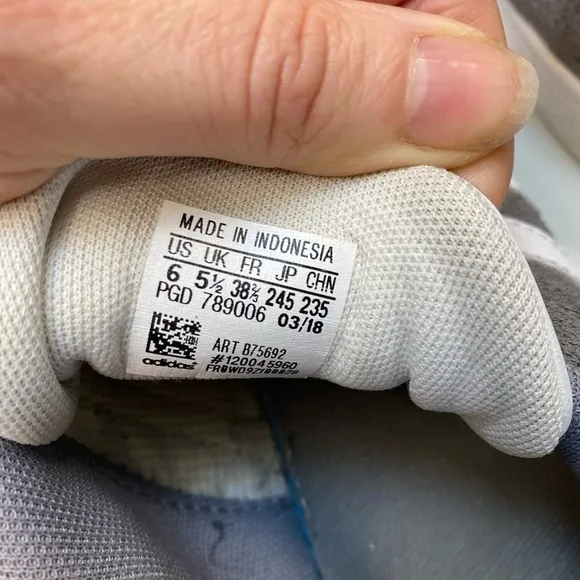 MADE IN INDONESIA
US UK FR JP CHN
6 5½ 38⅔ 245 235
PGD 789006 03/18
ART B75692
#120045960
adidas